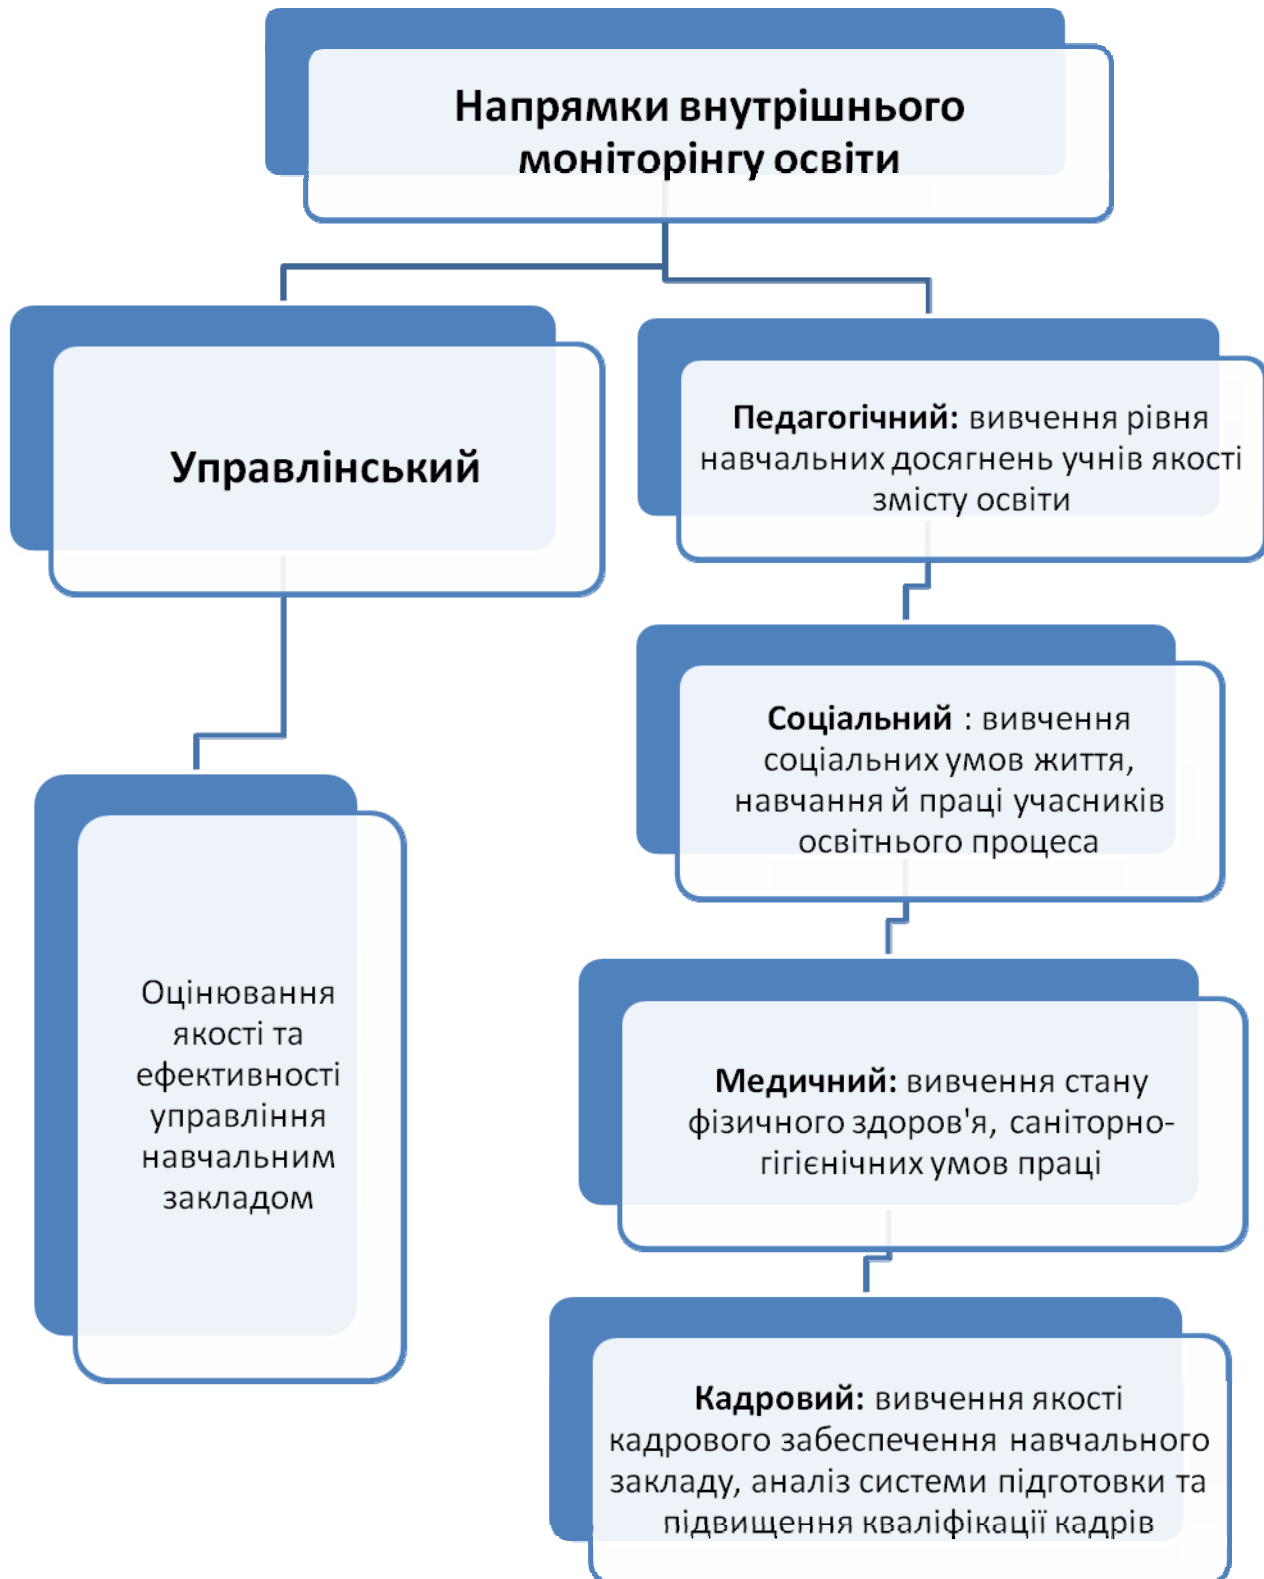 Напрямки внутрішнього
моніторінгу освіти
Управлінський
Оцінювання
якості та
ефективності
управління
навчальним
закладом
Педагогічний: вивчення рівня
навчальних досягнень учнів якості
змісту освіти
Соціальний : вивчення
соціальних умов життя,
навчання й праці учасників
освітнього процеса
Медичний: вивчення стану
фізичного здоров'я, саніторно-
гігієнічних умов праці
Кадровий: вивчення якості
кадрового забеспечення навчального
закладу, аналіз системи підготовки та
підвищення кваліфікації кадрів